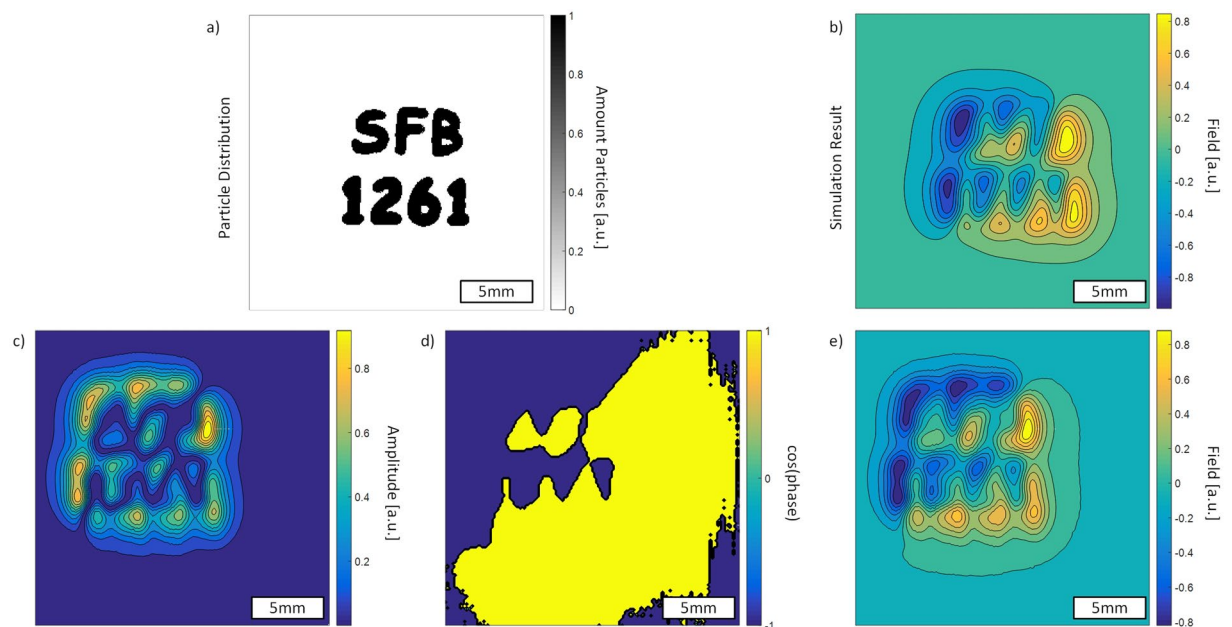 a)
Particle Distribution
SFB
1261
5mm
1
0.8
0.6
0.4
0.2
0
Amount Particles [a.u.]
b)
Simulation Result
5mm
0.8
0.6
0.4
0.2
0
-0.2
-0.4
-0.6
-0.8
Field [a.u.]
c)
5mm
0.8
0.6
0.4
0.2
Amplitude [a.u.]
d)
5mm
1
0
-1
cos(phase)
e)
5mm
0.8
0.6
0.4
0.2
0
-0.2
-0.4
-0.6
-0.8
Field [a.u.]